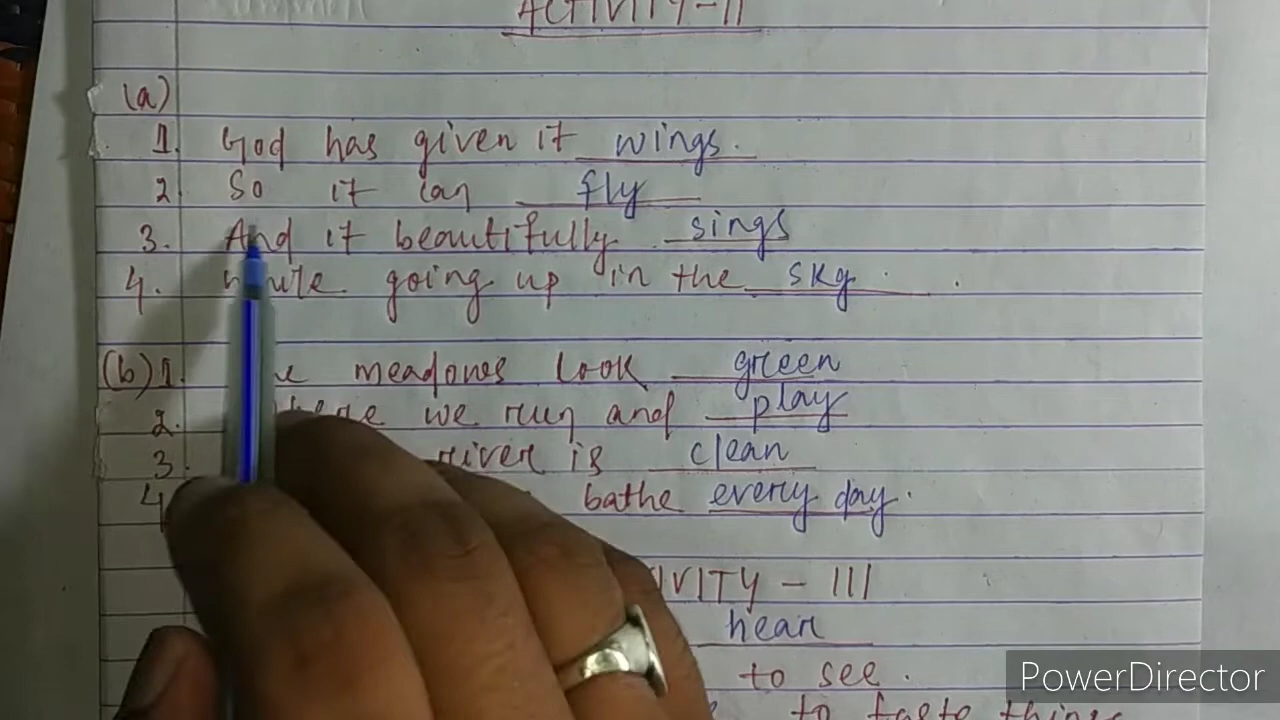 ACTIVITY-II
(a)
1. God has given it wings.
2. So it can fly
3. And it beautifully sings
4. while going up in the sky.
(b) 1. meadows look green
2. we run and play
3. river is clean
4 bathe every day.
ACTIVITY - III
hear
to see.
to taste things
PowerDirector